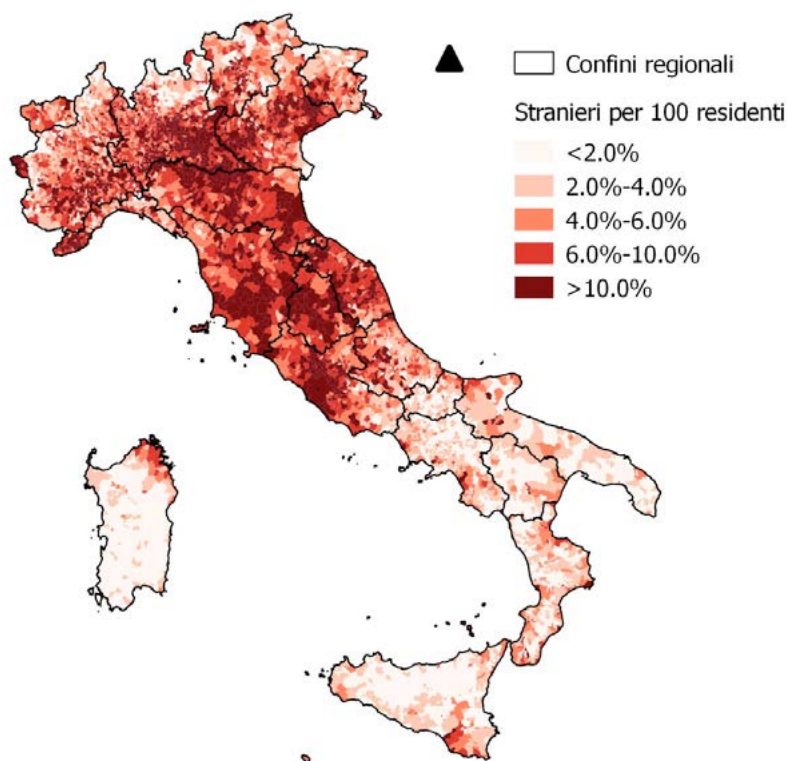 Confini regionali
Stranieri per 100 residenti
<2.0%
2.0%-4.0%
4.0%-6.0%
6.0%-10.0%
>10.0%